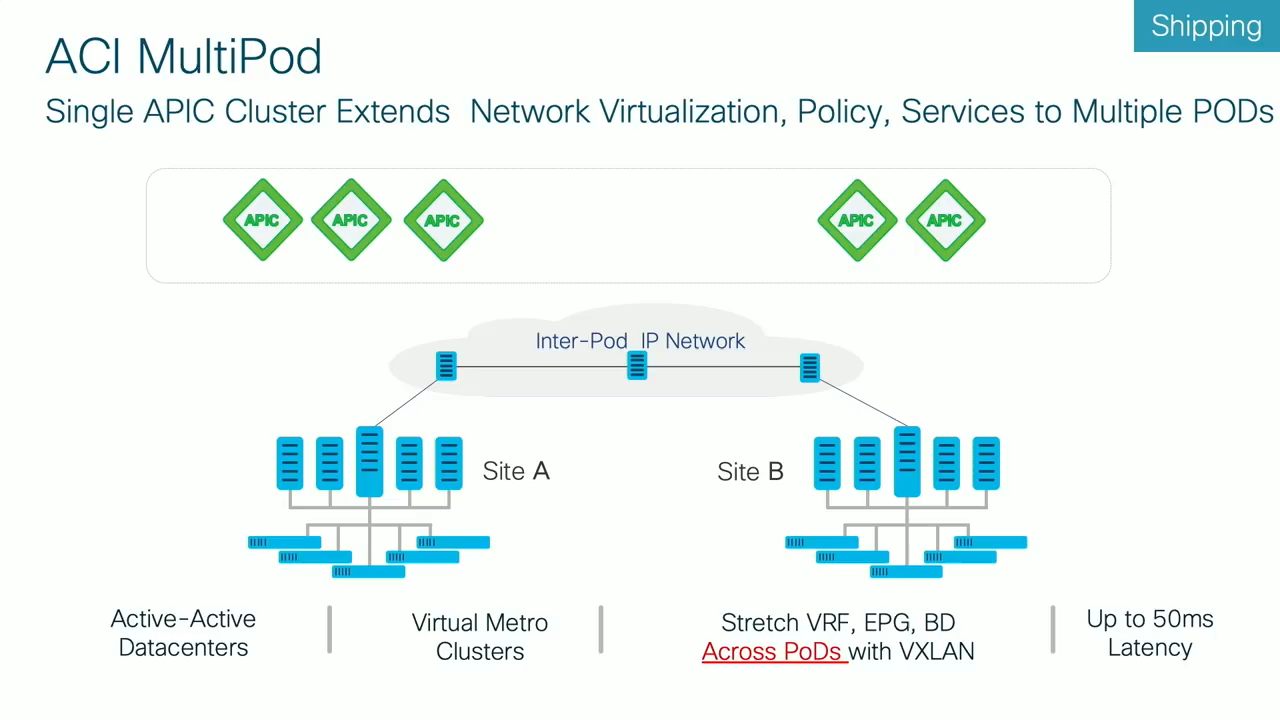 Shipping
ACI MultiPod
Single APIC Cluster Extends Network Virtualization, Policy, Services to Multiple PODs
APIC APIC APIC APIC APIC
Inter-Pod IP Network
Site A
Site B
Active-Active
Datacenters
Virtual Metro
Clusters
Stretch VRF, EPG, BD
Across PoDs with VXLAN
Up to 50ms
Latency